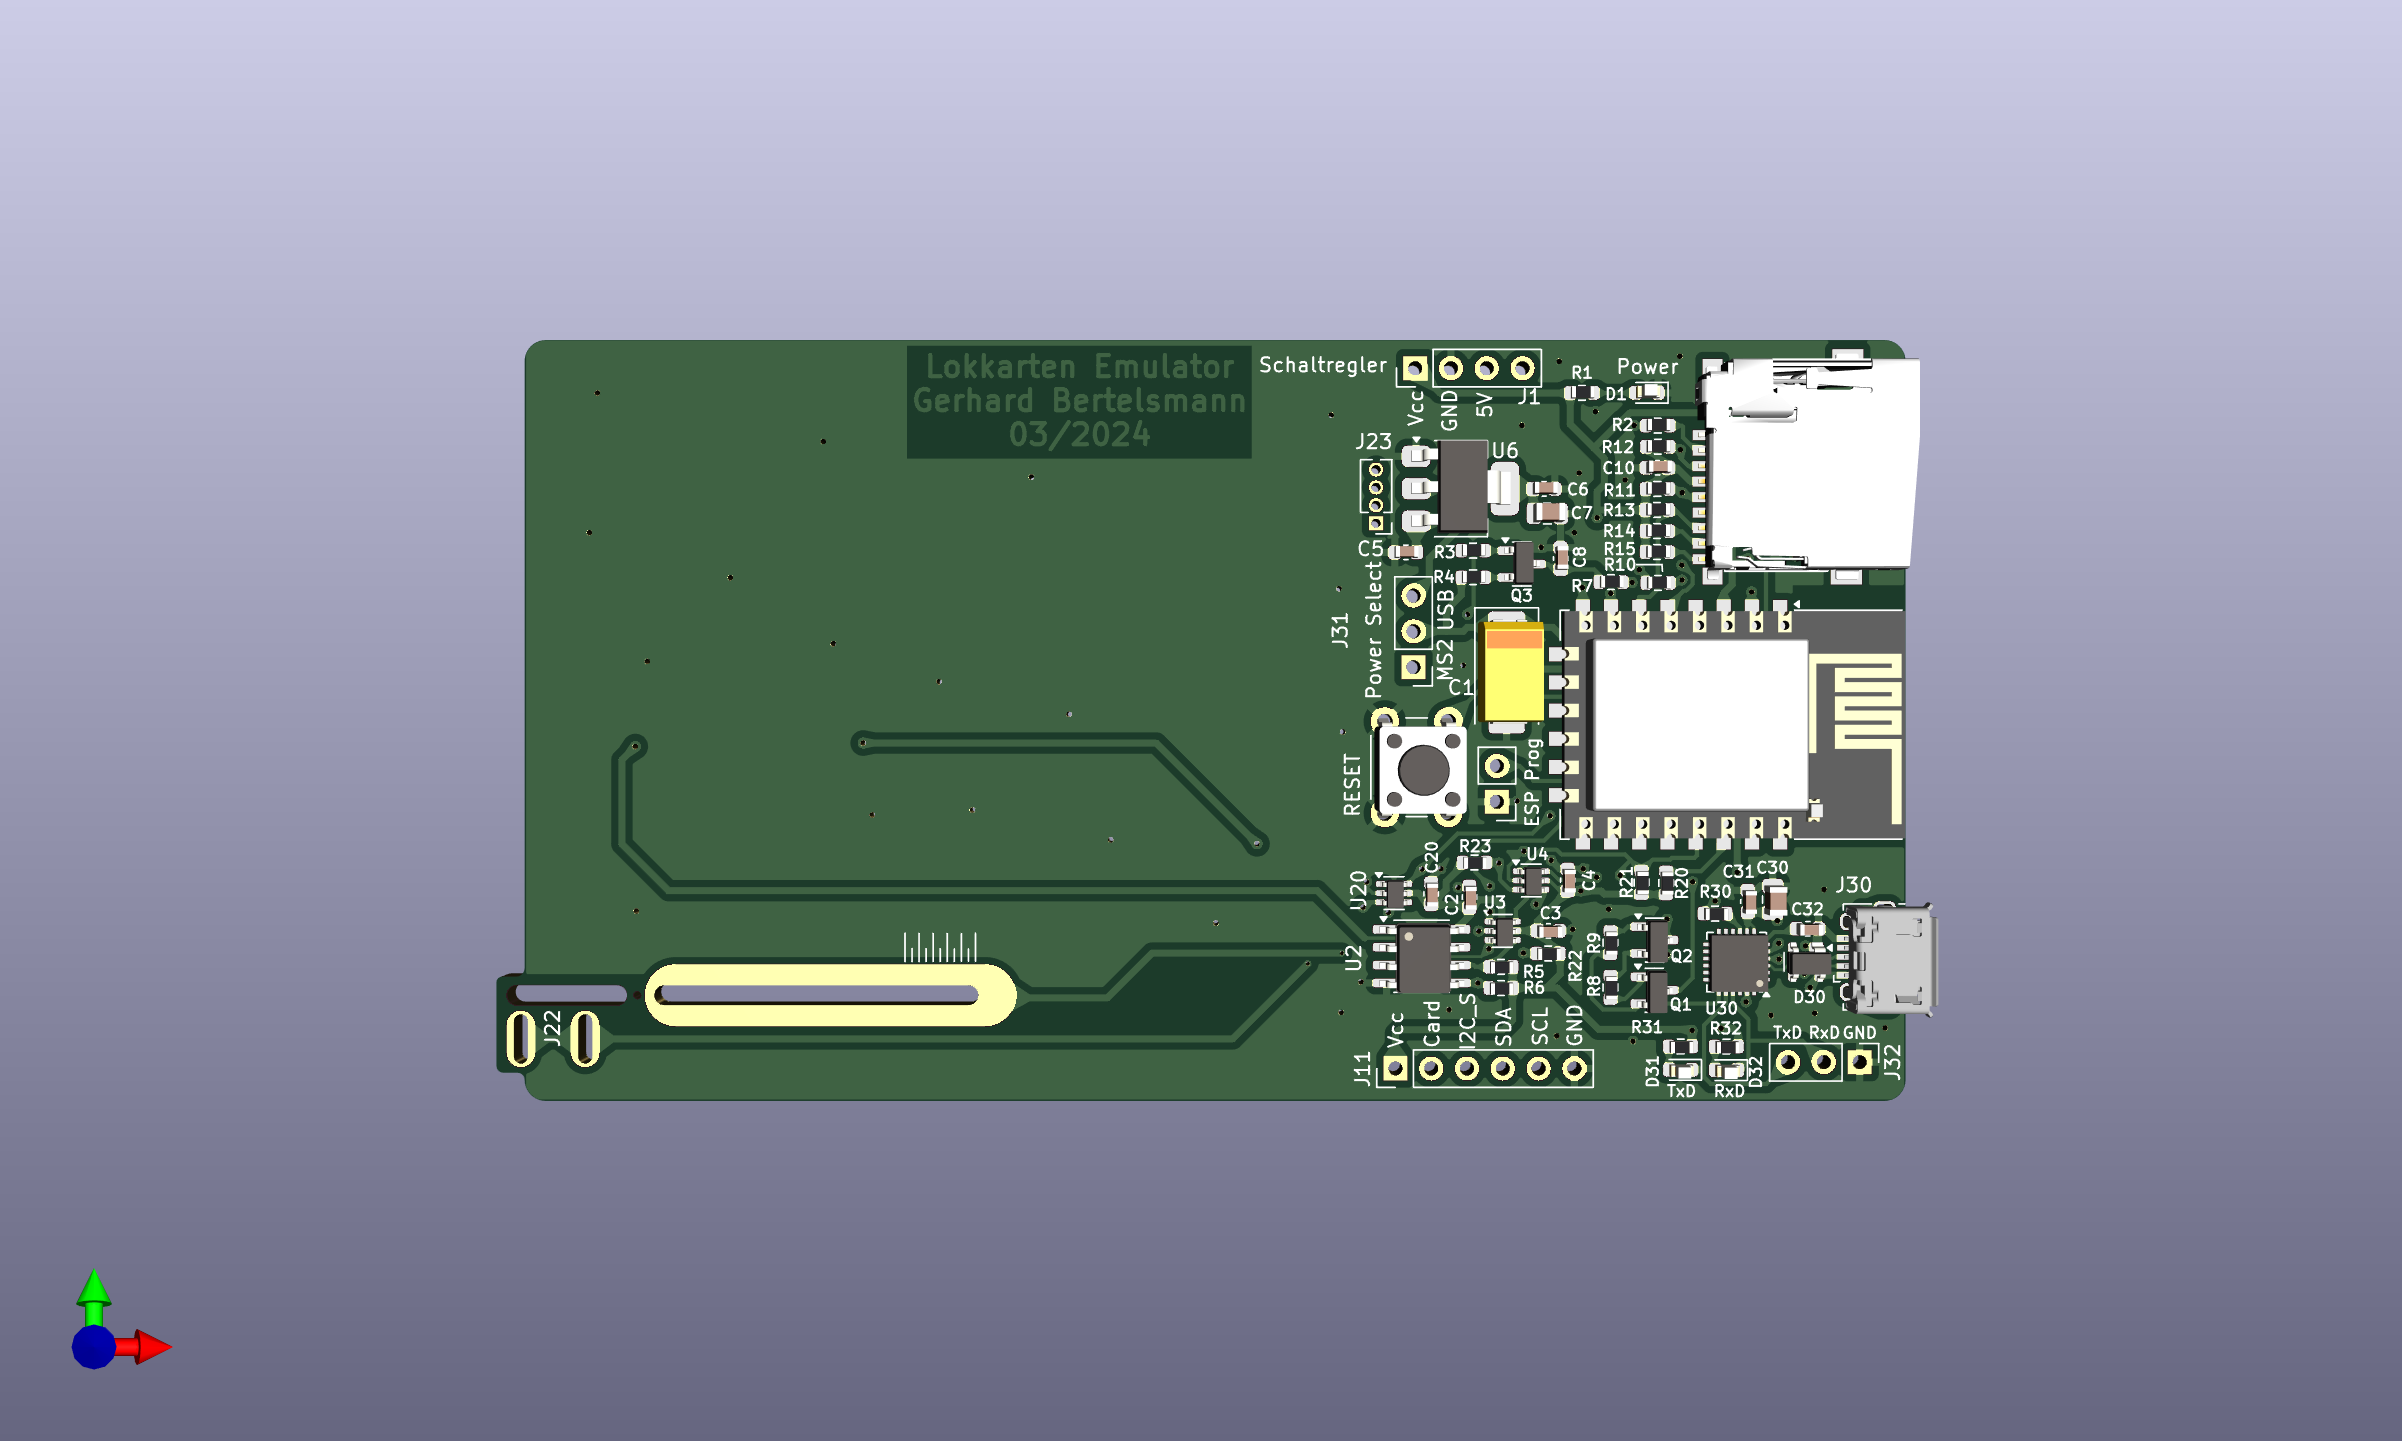 Lokkarten Emulator
Gerhard Bertelsmann
03/2024
Schaltregler
Vcc
GND
5V
J1
R1
Power
D1
R2
R12
C10
R11
R13
R14
R15
R10
R7
J23
U6
C6
C7
C5
R3
R4
C8
Q3
J31
Power Select
MS2 USB
C1
RESET
ESP Prog
J20
C20
R23
U4
C2
U3
C4
C3
U2
R5
R6
R22
R21
R20
R9
R8
Q2
Q1
C31
C30
R30
J30
C32
U30
D30
J22
J11
Vcc
Card
I2C_S
SDA
SCL
GND
R31
R32
D31
D32
TxD
RxD
TxD
RxD
GND
J32